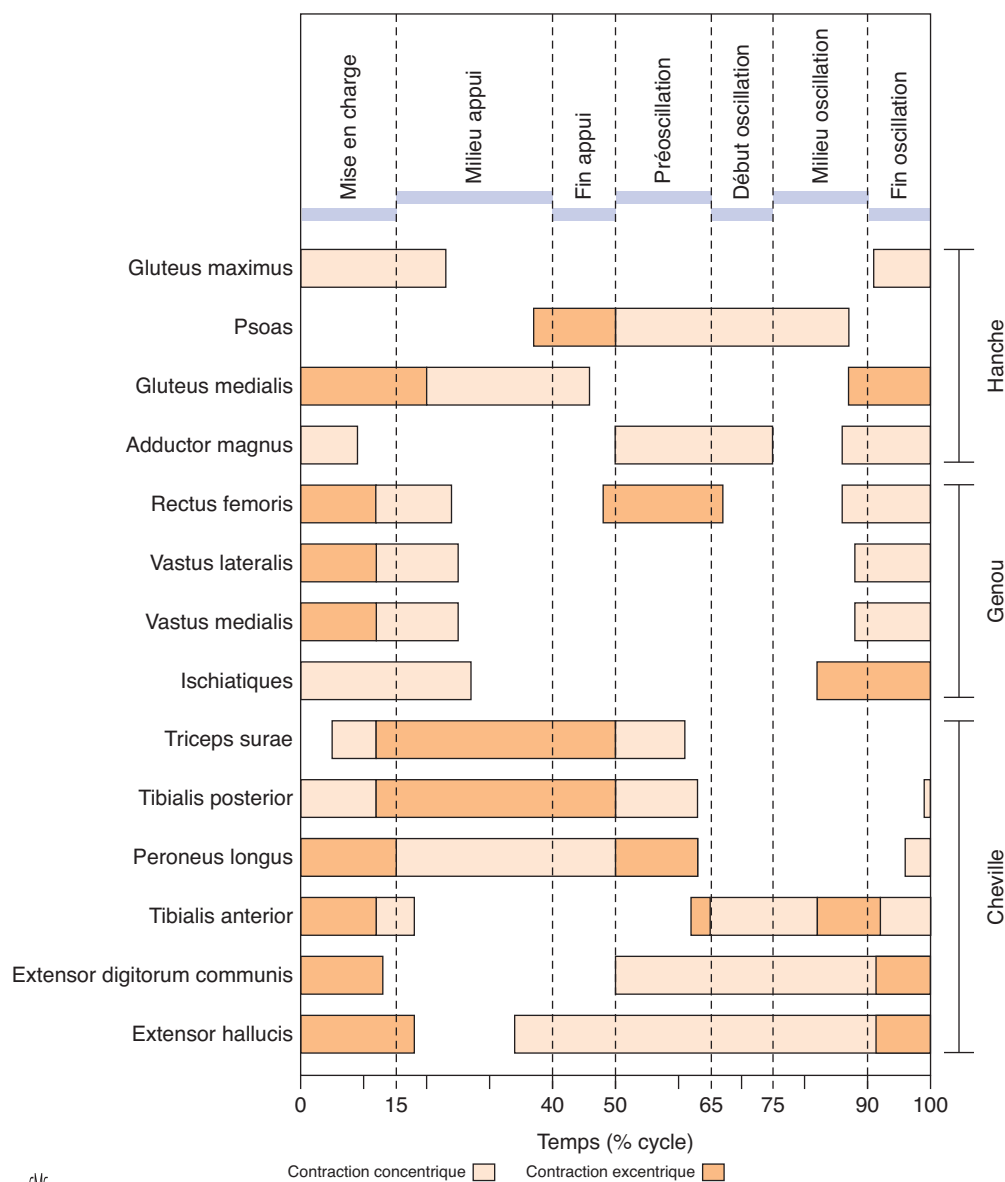 Mise en charge
Milieu appui
Fin appui
Préoscillation
Début oscillation
Milieu oscillation
Fin oscillation
Gluteus maximus
Psoas
Gluteus medialis
Adductor magnus
Hanche
Rectus femoris
Vastus lateralis
Vastus medialis
Ischiatiques
Genou
Triceps surae
Tibialis posterior
Peroneus longus
Tibialis anterior
Extensor digitorum communis
Extensor hallucis
Cheville
0 15 40 50 65 75 90 100
Temps (% cycle)
Contraction concentrique Contraction excentrique